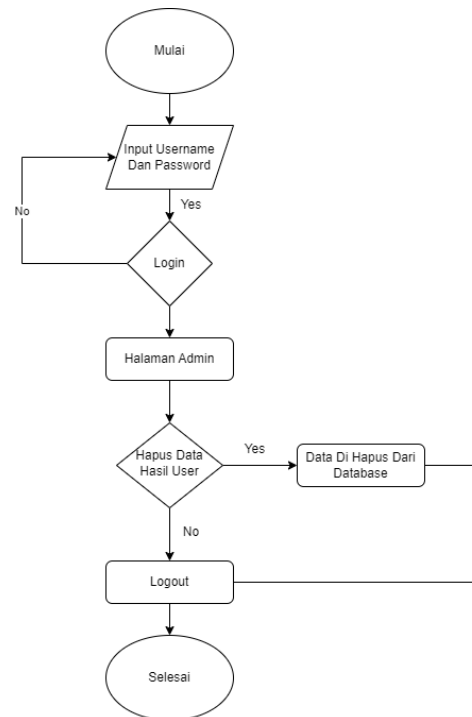 Mulai
Input Username
Dan Password
Yes
No
Login
Halaman Admin
Hapus Data
Hasil User
Yes
Data Di Hapus Dari
Database
No
Logout
Selesai